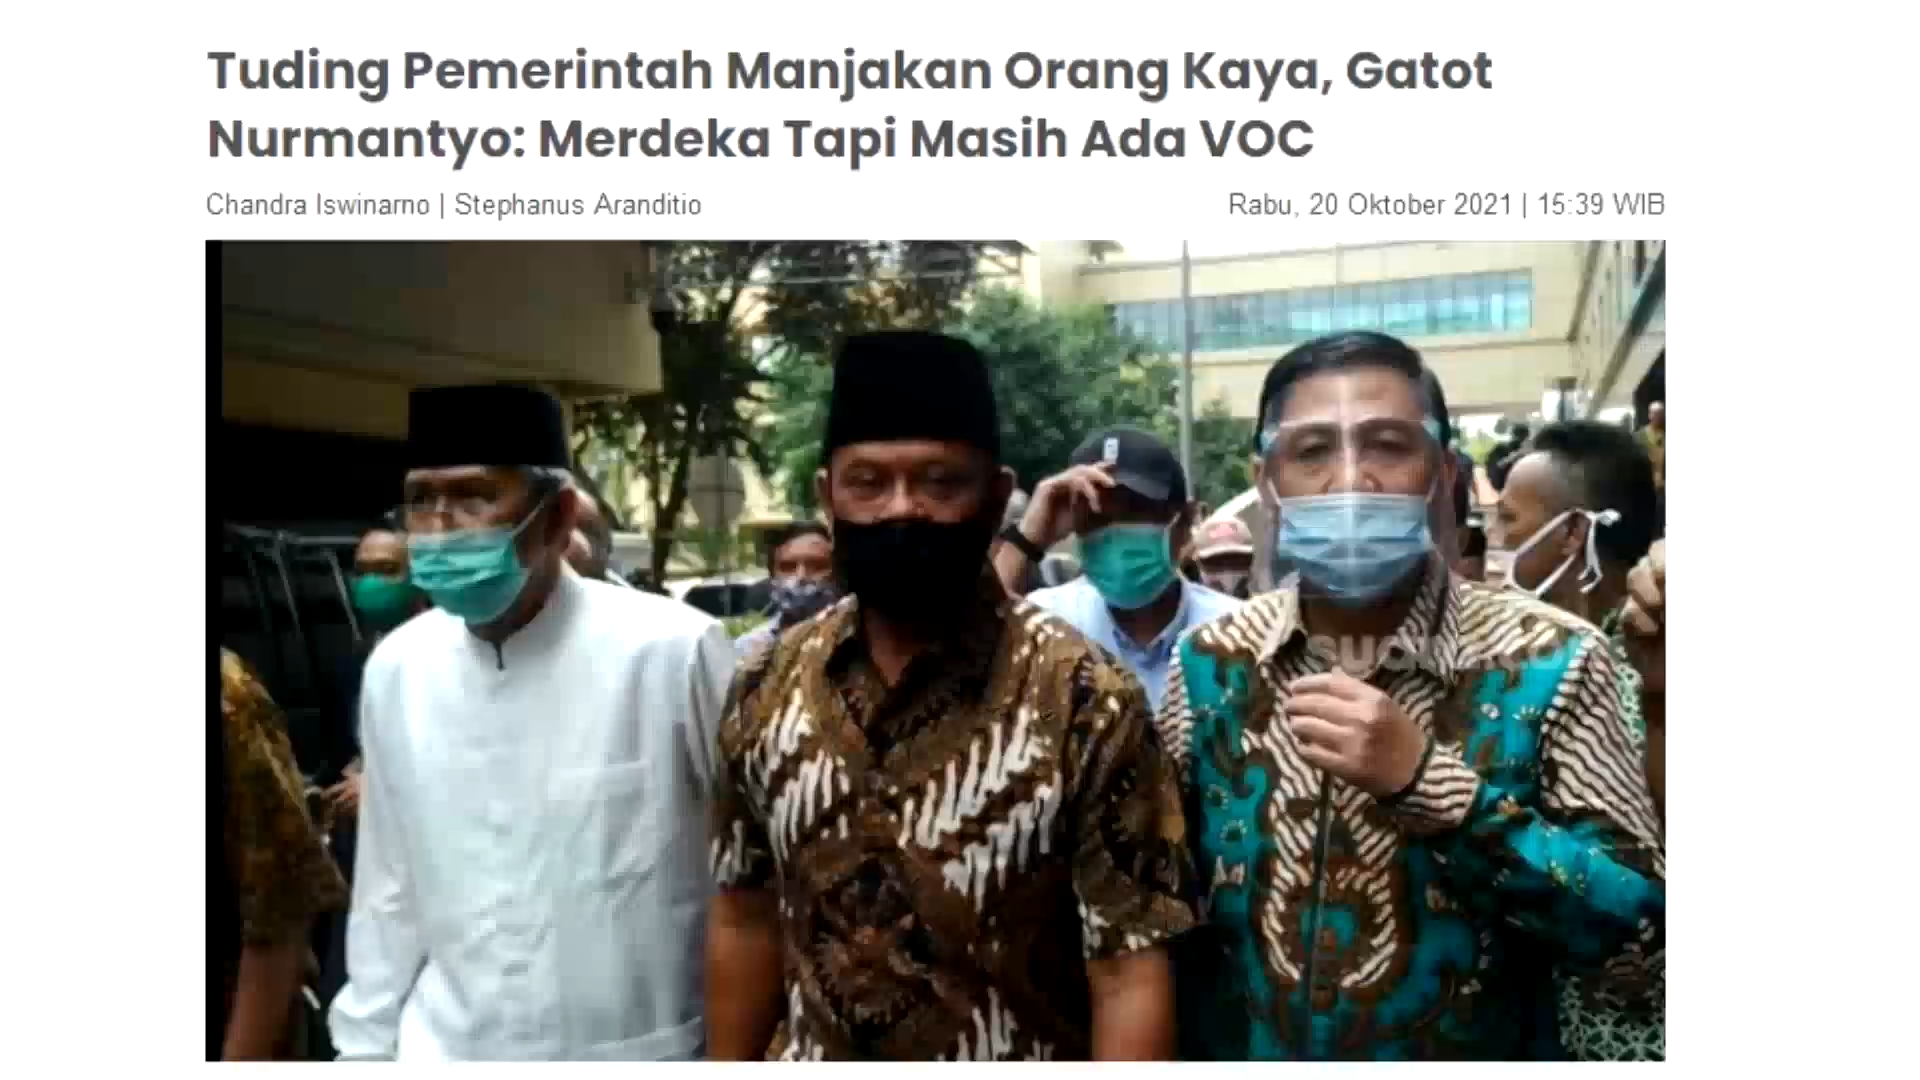 Tuding Pemerintah Manjakan Orang Kaya, Gatot
Nurmantyo: Merdeka Tapi Masih Ada VOC
Chandra Iswinarno | Stephanus Aranditio
Rabu, 20 Oktober 2021 | 15:39 WIB